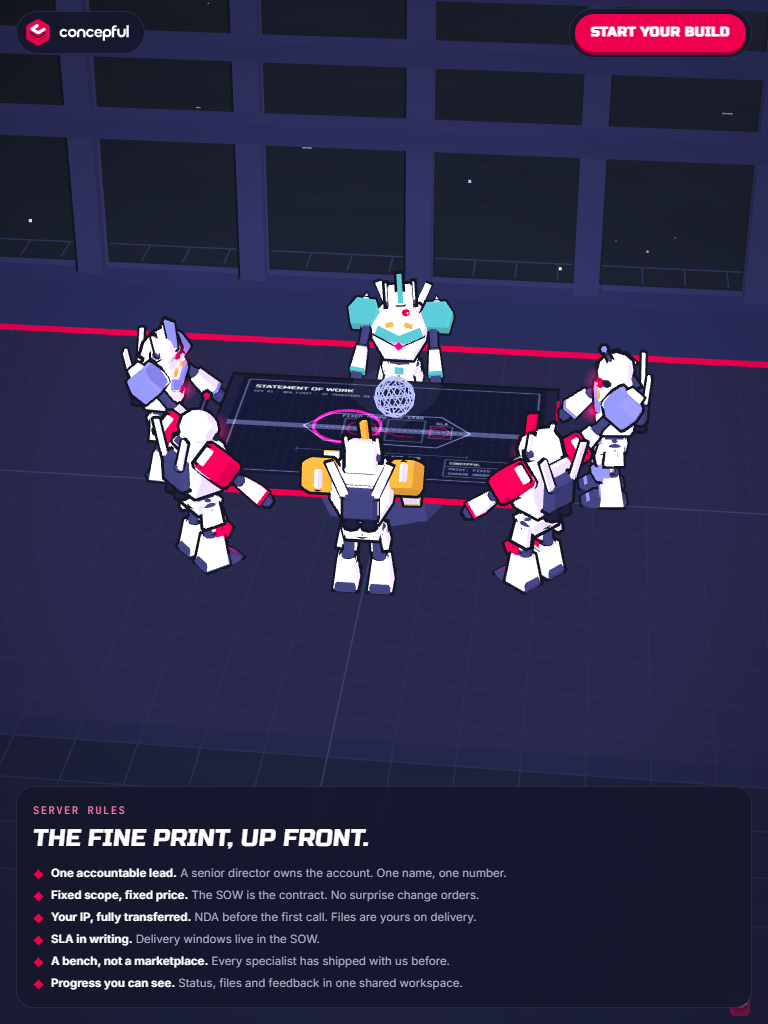 concepful
START YOUR BUILD
STATEMENT OF WORK
LEAD
SLA
CONCEPFUL
SERVER RULES
THE FINE PRINT, UP FRONT.
One accountable lead. A senior director owns the account. One name, one number.
Fixed scope, fixed price. The SOW is the contract. No surprise change orders.
Your IP, fully transferred. NDA before the first call. Files are yours on delivery.
SLA in writing. Delivery windows live in the SOW.
A bench, not a marketplace. Every specialist has shipped with us before.
Progress you can see. Status, files and feedback in one shared workspace.